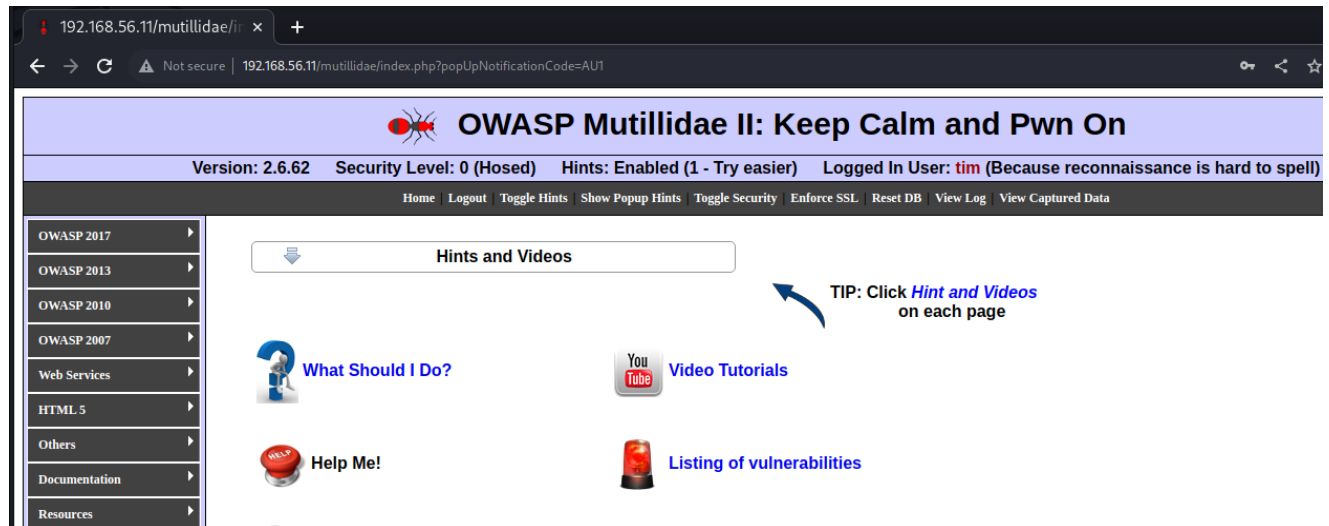 192.168.56.11/mutillidae/in
Not secure | 192.168.56.11/mutillidae/index.php?popUpNotificationCode=AU1
OWASP Mutillidae II: Keep Calm and Pwn On
Version: 2.6.62 Security Level: 0 (Hosed) Hints: Enabled (1 - Try easier) Logged In User: tim (Because reconnaissance is hard to spell)
Home | Logout | Toggle Hints | Show Popup Hints | Toggle Security | Enforce SSL | Reset DB | View Log | View Captured Data
OWASP 2017
OWASP 2013
OWASP 2010
OWASP 2007
Web Services
HTML 5
Others
Documentation
Resources
Hints and Videos
TIP: Click Hint and Videos
on each page
What Should I Do?
You
Tube
Video Tutorials
HELP
Help Me!
Listing of vulnerabilities